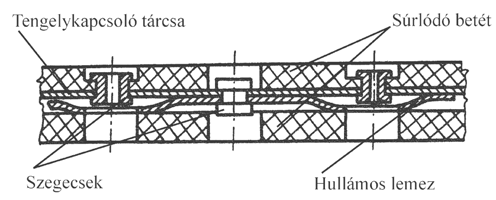 Tengelykapcsoló tárcsa
Súrlódó betét
Szegecsek
Hullámos lemez